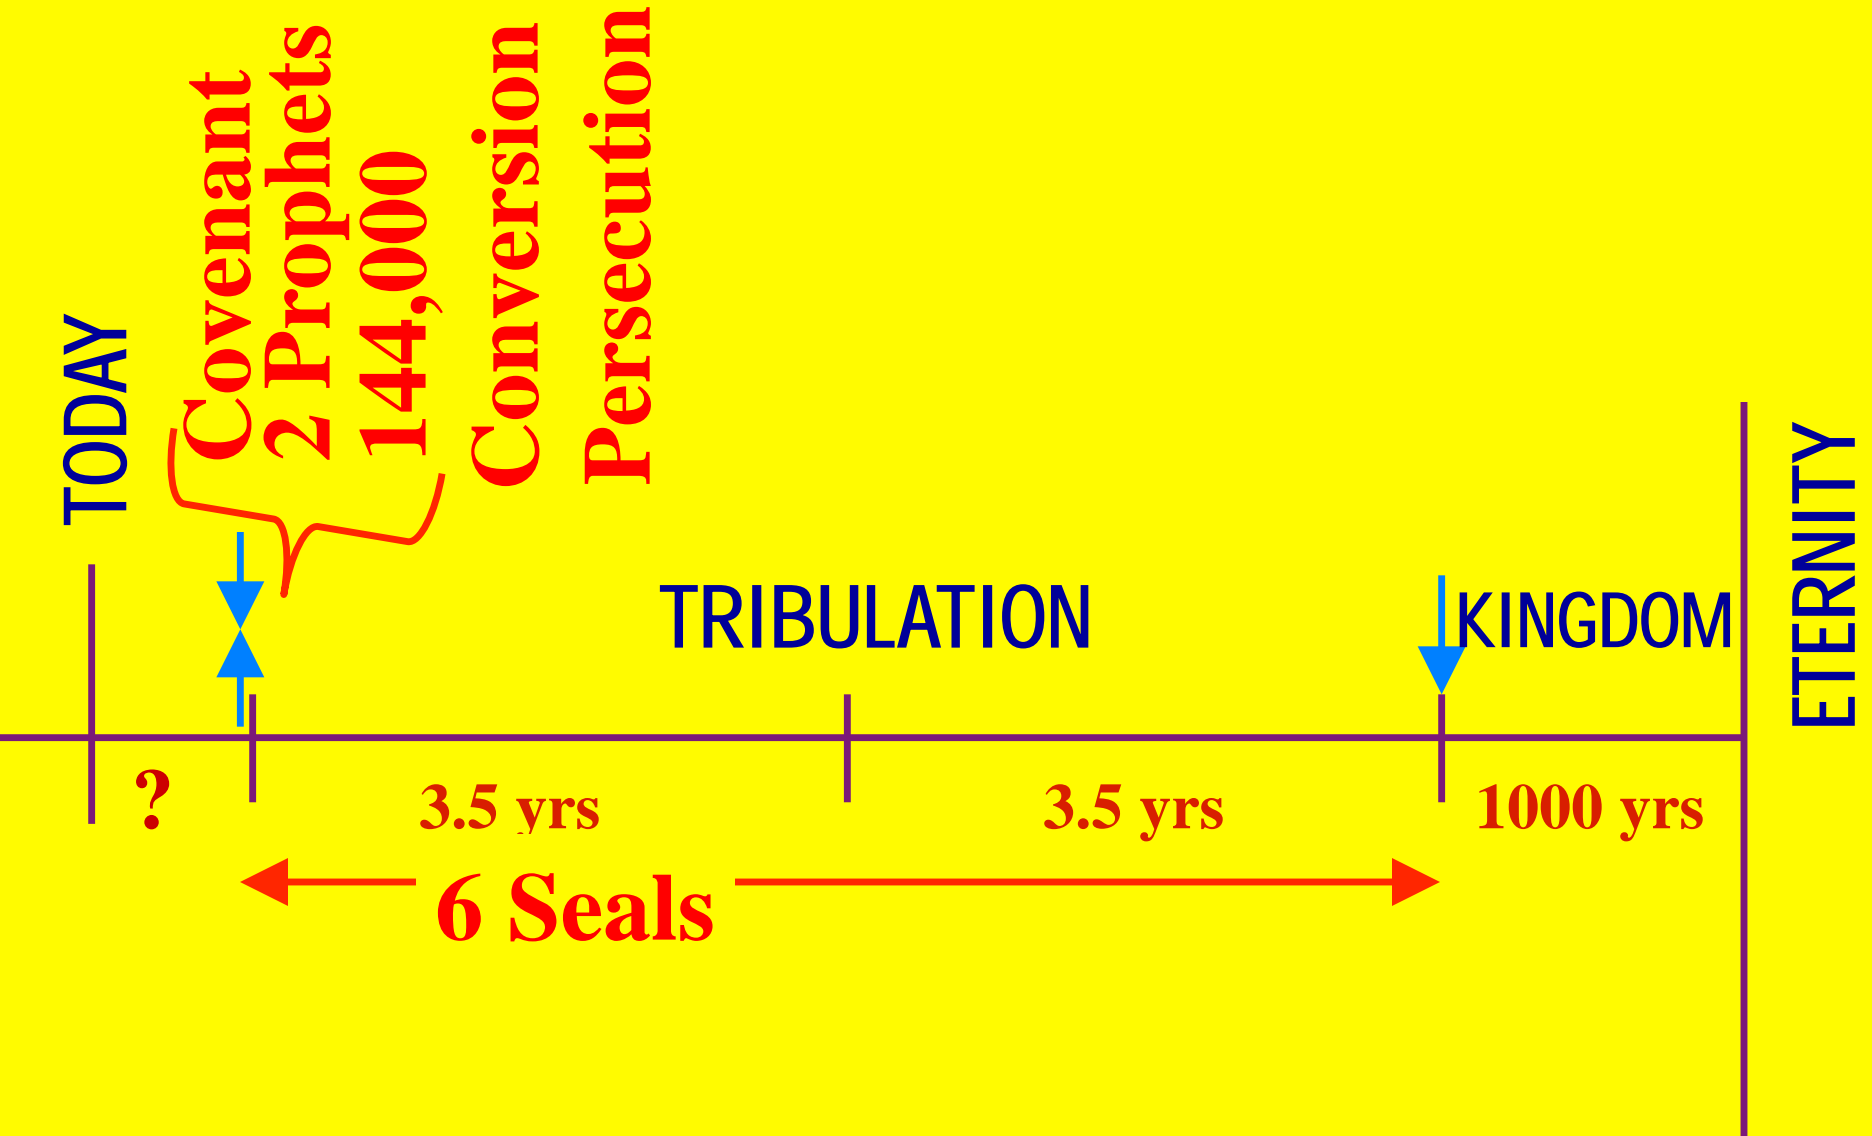 TODAY
Covenant
2 Prophets
144,000
Conversion
Persecution
TRIBULATION
KINGDOM
ETERNITY
?
3.5 yrs
3.5 yrs
1000 yrs
6 Seals